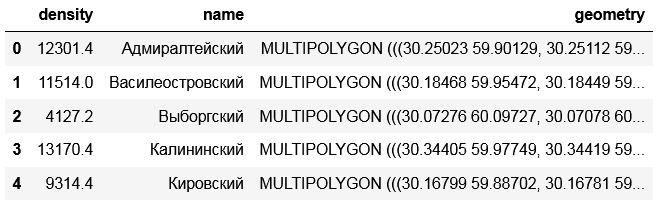 density name geometry
0 12301.4 Адмиралтейский MULTIPOLYGON (((30.25023 59.90129, 30.25112 59...
1 11514.0 Василеостровский MULTIPOLYGON (((30.18468 59.95472, 30.18449 59...
2 4127.2 Выборгский MULTIPOLYGON (((30.07276 60.09727, 30.07078 60...
3 13170.4 Калининский MULTIPOLYGON (((30.34405 59.97749, 30.34419 59...
4 9314.4 Кировский MULTIPOLYGON (((30.16799 59.88702, 30.16781 59...